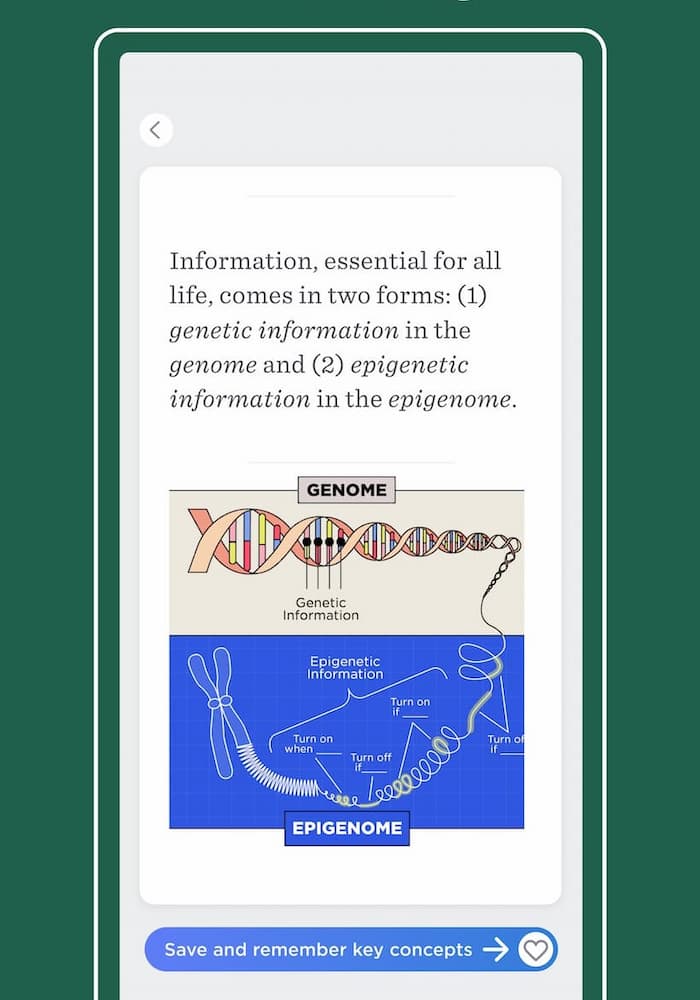 Information, essential for all
life, comes in two forms: (1)
genetic information in the
genome and (2) epigenetic
information in the epigenome.
GENOME
Genetic
Information
Epigenetic
Information
Turn on
if ____
Turn on
when ____
Turn off
if____
Turn of
if ____
EPIGENOME
Save and remember key concepts